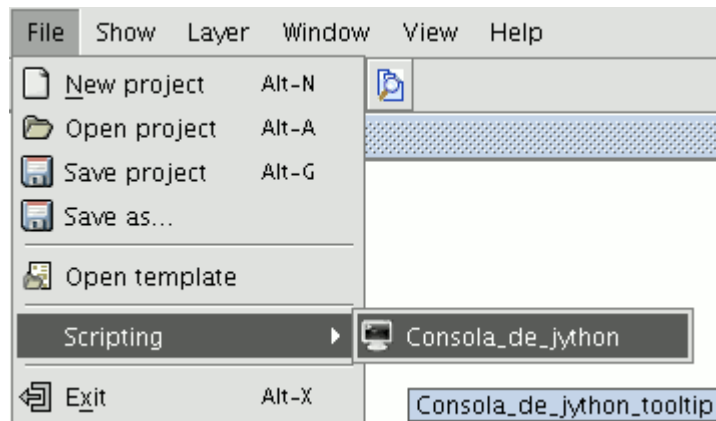 File Show Layer Window View Help
New project Alt-N
Open project Alt-A
Save project Alt-G
Save as...
Open template
Scripting Consola_de_jython
Exit Alt-X Consola_de_jython_tooltip